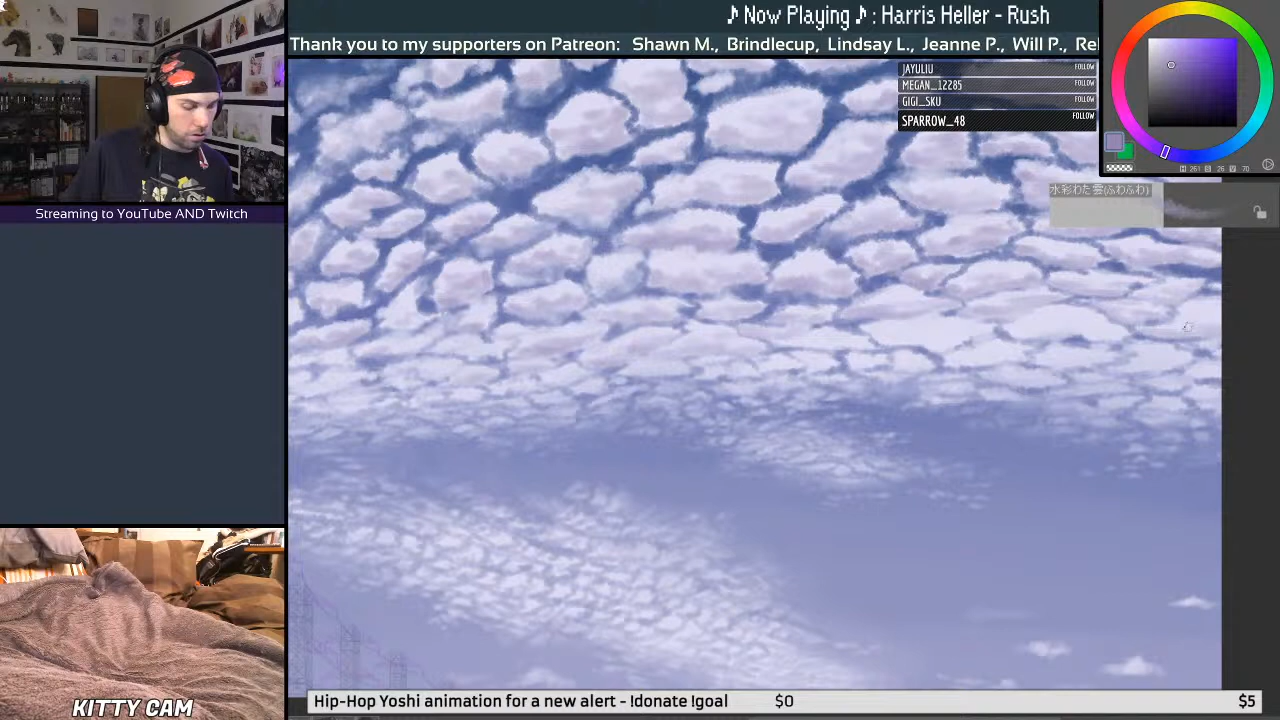 ♪ Now Playing ♪ : Harris Heller - Rush
Thank you to my supporters on Patreon: Shawn M., Brindlecup, Lindsay L., Jeanne P., Will P., Re
JAYULIU FOLLOW
MEGAN_12285 FOLLOW
GIGI_SKU FOLLOW
SPARROW_48 FOLLOW
水彩わた雲(ふわふわ)
Streaming to YouTube AND Twitch
KITTY CAM
Hip-Hop Yoshi animation for a new alert - !donate !goal $0 $5